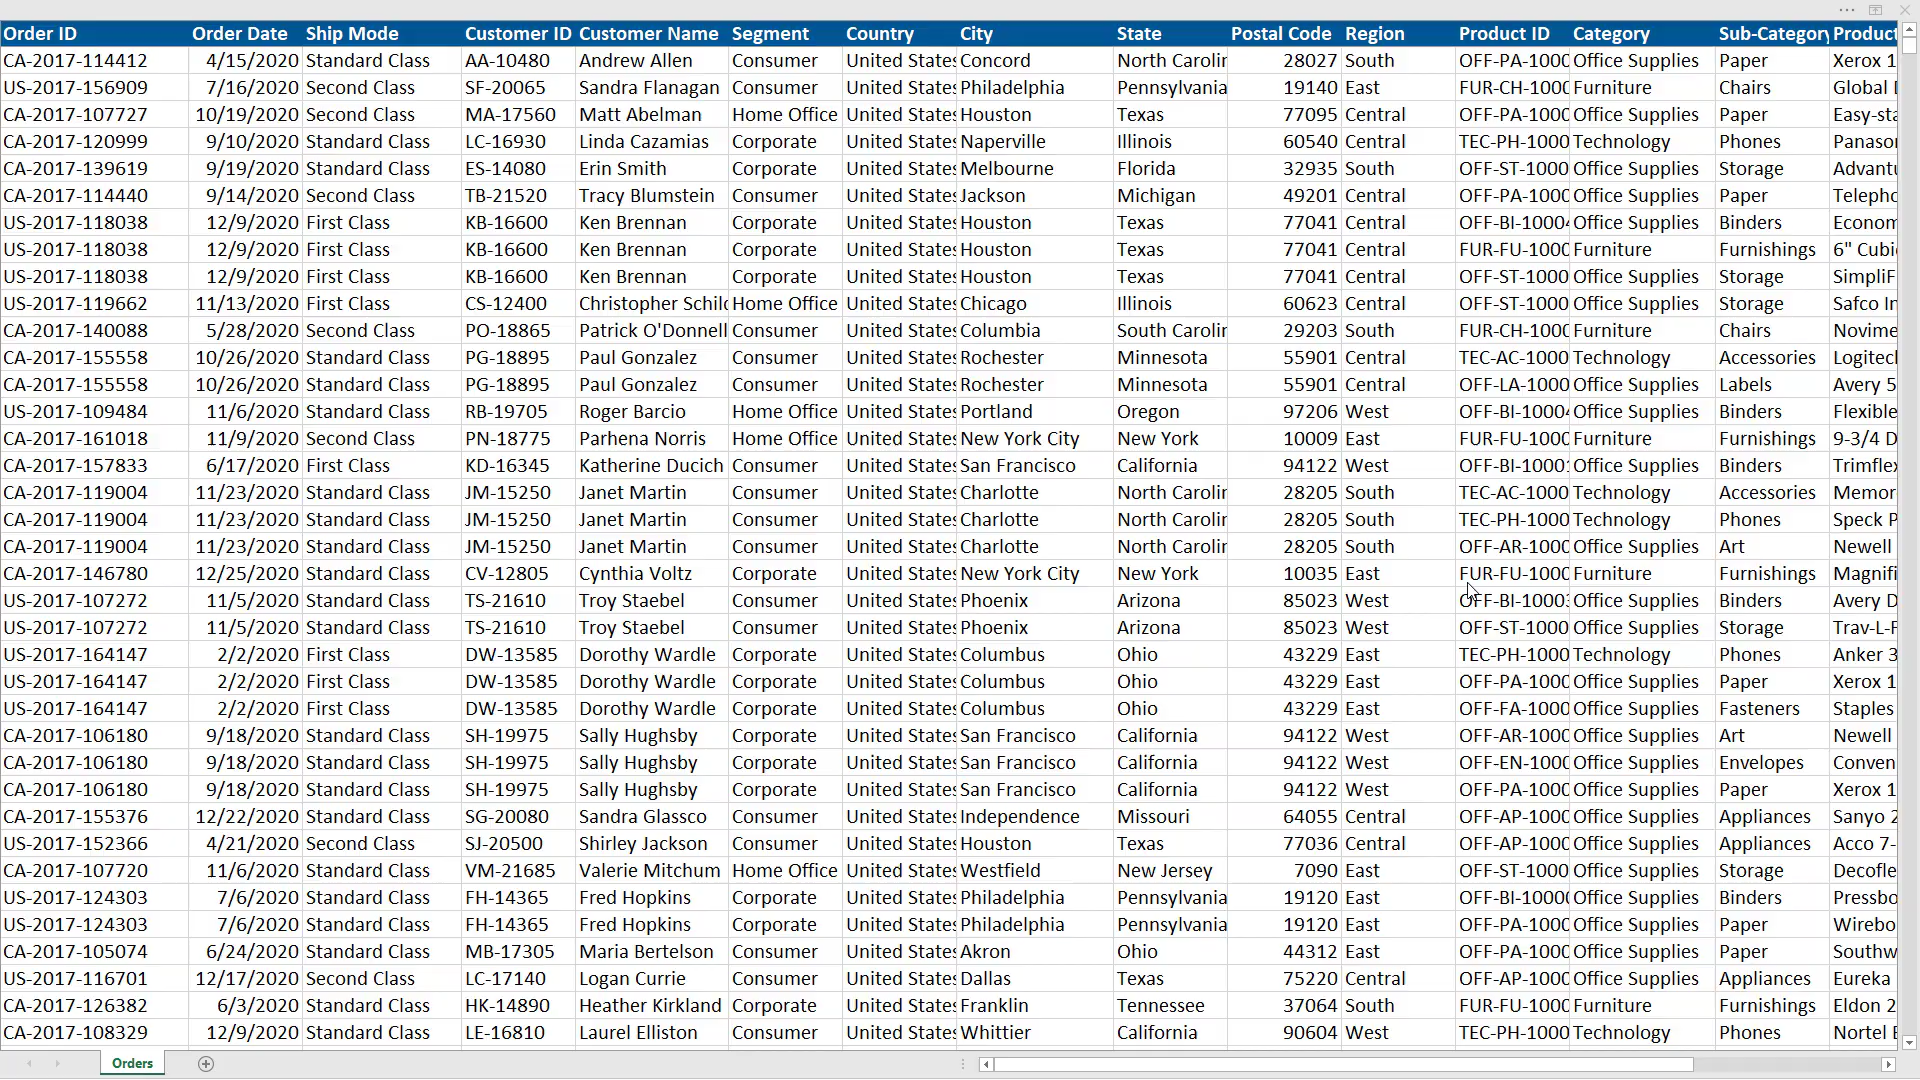 Order ID Order Date Ship Mode Customer ID Customer Name Segment Country City State Postal Code Region Product ID Category Sub-Category Product
CA-2017-114412 4/15/2020 Standard Class AA-10480 Andrew Allen Consumer United States Concord North Carolin 28027 South OFF-PA-1000 Office Supplies Paper Xerox 1
US-2017-156909 7/16/2020 Second Class SF-20065 Sandra Flanagan Consumer United States Philadelphia Pennsylvania 19140 East FUR-CH-1000 Furniture Chairs Global
CA-2017-107727 10/19/2020 Second Class MA-17560 Matt Abelman Home Office United States Houston Texas 77095 Central OFF-PA-1000 Office Supplies Paper Easy-sta
CA-2017-120999 9/10/2020 Standard Class LC-16930 Linda Cazamias Corporate United States Naperville Illinois 60540 Central TEC-PH-1000 Technology Phones Panason
CA-2017-139619 9/19/2020 Standard Class ES-14080 Erin Smith Corporate United States Melbourne Florida 32935 South OFF-ST-1000 Office Supplies Storage Advant
CA-2017-114440 9/14/2020 Second Class TB-21520 Tracy Blumstein Consumer United States Jackson Michigan 49201 Central OFF-PA-1000 Office Supplies Paper Telepho
US-2017-118038 12/9/2020 First Class KB-16600 Ken Brennan Corporate United States Houston Texas 77041 Central OFF-BI-1000 Office Supplies Binders Econom
US-2017-118038 12/9/2020 First Class KB-16600 Ken Brennan Corporate United States Houston Texas 77041 Central FUR-FU-1000 Furniture Furnishings 6" Cubi
US-2017-118038 12/9/2020 First Class KB-16600 Ken Brennan Corporate United States Houston Texas 77041 Central OFF-ST-1000 Office Supplies Storage SimpliF
US-2017-119662 11/13/2020 First Class CS-12400 Christopher Schil Home Office United States Chicago Illinois 60623 Central OFF-ST-1000 Office Supplies Storage Safco In
CA-2017-140088 5/28/2020 Second Class PO-18865 Patrick O'Donnell Consumer United States Columbia South Carolin 29203 South FUR-CH-1000 Furniture Chairs Novime
CA-2017-155558 10/26/2020 Standard Class PG-18895 Paul Gonzalez Consumer United States Rochester Minnesota 55901 Central TEC-AC-1000 Technology Accessories Logitech
CA-2017-155558 10/26/2020 Standard Class PG-18895 Paul Gonzalez Consumer United States Rochester Minnesota 55901 Central OFF-LA-1000 Office Supplies Labels Avery 5
US-2017-109484 11/6/2020 Standard Class RB-19705 Roger Barcio Home Office United States Portland Oregon 97206 West OFF-BI-1000 Office Supplies Binders Flexible
CA-2017-161018 11/9/2020 Second Class PN-18775 Parhena Norris Home Office United States New York City New York 10009 East FUR-FU-1000 Furniture Furnishings 9-3/4 D
CA-2017-157833 6/17/2020 First Class KD-16345 Katherine Ducich Consumer United States San Francisco California 94122 West OFF-BI-1000 Office Supplies Binders Trimflex
CA-2017-119004 11/23/2020 Standard Class JM-15250 Janet Martin Consumer United States Charlotte North Carolin 28205 South TEC-AC-1000 Technology Accessories Memor
CA-2017-119004 11/23/2020 Standard Class JM-15250 Janet Martin Consumer United States Charlotte North Carolin 28205 South TEC-PH-1000 Technology Phones Speck P
CA-2017-119004 11/23/2020 Standard Class JM-15250 Janet Martin Consumer United States Charlotte North Carolin 28205 South OFF-AR-1000 Office Supplies Art Newell
CA-2017-146780 12/25/2020 Standard Class CV-12805 Cynthia Voltz Corporate United States New York City New York 10035 East FUR-FU-1000 Furniture Furnishings Magnifi
US-2017-107272 11/5/2020 Standard Class TS-21610 Troy Staebel Consumer United States Phoenix Arizona 85023 West OFF-BI-1000 Office Supplies Binders Avery D
US-2017-107272 11/5/2020 Standard Class TS-21610 Troy Staebel Consumer United States Phoenix Arizona 85023 West OFF-ST-1000 Office Supplies Storage Trav-L-F
US-2017-164147 2/2/2020 First Class DW-13585 Dorothy Wardle Corporate United States Columbus Ohio 43229 East TEC-PH-1000 Technology Phones Anker 3
US-2017-164147 2/2/2020 First Class DW-13585 Dorothy Wardle Corporate United States Columbus Ohio 43229 East OFF-PA-1000 Office Supplies Paper Xerox 1
US-2017-164147 2/2/2020 First Class DW-13585 Dorothy Wardle Corporate United States Columbus Ohio 43229 East OFF-FA-1000 Office Supplies Fasteners Staples
CA-2017-106180 9/18/2020 Standard Class SH-19975 Sally Hughsby Corporate United States San Francisco California 94122 West OFF-AR-1000 Office Supplies Art Newell
CA-2017-106180 9/18/2020 Standard Class SH-19975 Sally Hughsby Corporate United States San Francisco California 94122 West OFF-EN-1000 Office Supplies Envelopes Conven
CA-2017-106180 9/18/2020 Standard Class SH-19975 Sally Hughsby Corporate United States San Francisco California 94122 West OFF-PA-1000 Office Supplies Paper Xerox 1
CA-2017-155376 12/22/2020 Standard Class SG-20080 Sandra Glassco Consumer United States Independence Missouri 64055 Central OFF-AP-1000 Office Supplies Appliances Sanyo 2
US-2017-152366 4/21/2020 Second Class SJ-20500 Shirley Jackson Consumer United States Houston Texas 77036 Central OFF-AP-1000 Office Supplies Appliances Acco 7-
CA-2017-107720 11/6/2020 Standard Class VM-21685 Valerie Mitchum Home Office United States Westfield New Jersey 7090 East OFF-ST-1000 Office Supplies Storage Decofle
US-2017-124303 7/6/2020 Standard Class FH-14365 Fred Hopkins Corporate United States Philadelphia Pennsylvania 19120 East OFF-BI-1000 Office Supplies Binders Pressbo
US-2017-124303 7/6/2020 Standard Class FH-14365 Fred Hopkins Corporate United States Philadelphia Pennsylvania 19120 East OFF-PA-1000 Office Supplies Paper Wirebo
CA-2017-105074 6/24/2020 Standard Class MB-17305 Maria Bertelson Consumer United States Akron Ohio 44312 East OFF-PA-1000 Office Supplies Paper Southw
US-2017-116701 12/17/2020 Second Class LC-17140 Logan Currie Consumer United States Dallas Texas 75220 Central OFF-AP-1000 Office Supplies Appliances Eureka
CA-2017-126382 6/3/2020 Standard Class HK-14890 Heather Kirkland Corporate United States Franklin Tennessee 37064 South FUR-FU-1000 Furniture Furnishings Eldon 2
CA-2017-108329 12/9/2020 Standard Class LE-16810 Laurel Elliston Consumer United States Whittier California 90604 West TEC-PH-1000 Technology Phones Nortel
Orders